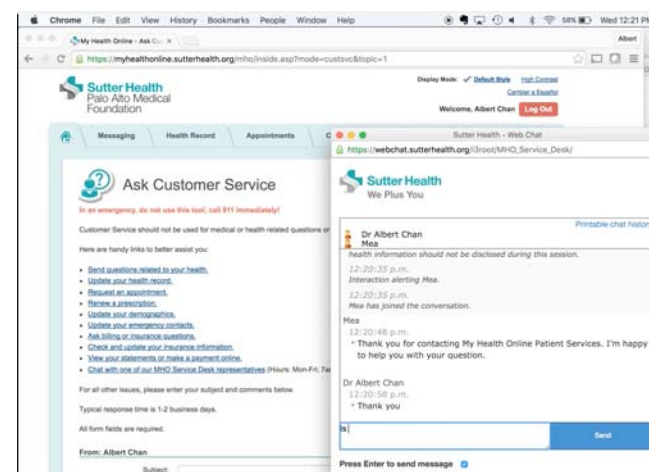 Chrome File Edit View History Bookmarks People Window Help
58% Wed 12:21 PM
My Health Online - Ask Cu
Albert
https://myhealthonline.sutterhealth.org/mho/inside.asp?mode=custsvc&topic=1
Sutter Health
Palo Alto Medical
Foundation
Display Mode: Default Style High Contrast
Cambiar a Español
Welcome, Albert Chan Log Out
Messaging Health Record Appointments
Ask Customer Service
In an emergency, do not use this tool, call 911 immediately!
Customer Service should not be used for medical or health related questions or
Here are handy links to better assist you:
Send questions related to your health.
Update your health record.
Request an appointment.
Renew a prescription.
Update your demographics.
Update your emergency contacts.
Ask billing or insurance questions.
Check and update your insurance information.
View your statements or make a payment online.
Chat with one of our MHO Service Desk representatives (Hours: Mon-Fri; 7a
For all other issues, please enter your subject and comments below.
Typical response time is 1-2 business days.
All form fields are required.
From: Albert Chan
Subject:
Sutter Health - Web Chat
https://webchat.sutterhealth.org/i3root/MHO_Service_Desk/
Sutter Health
We Plus You
Printable chat histor
Dr Albert Chan
Mea
health information should not be disclosed during this session.
12:20:35 p.m.
Interaction alerting Mea.
12:20:35 p.m.
Mea has joined the conversation.
Mea
12:20:48 p.m.
* Thank you for contacting My Health Online Patient Services. I'm happy
to help you with your question.
Dr Albert Chan
12:20:58 p.m.
* Thank you
Is
Send
Press Enter to send message